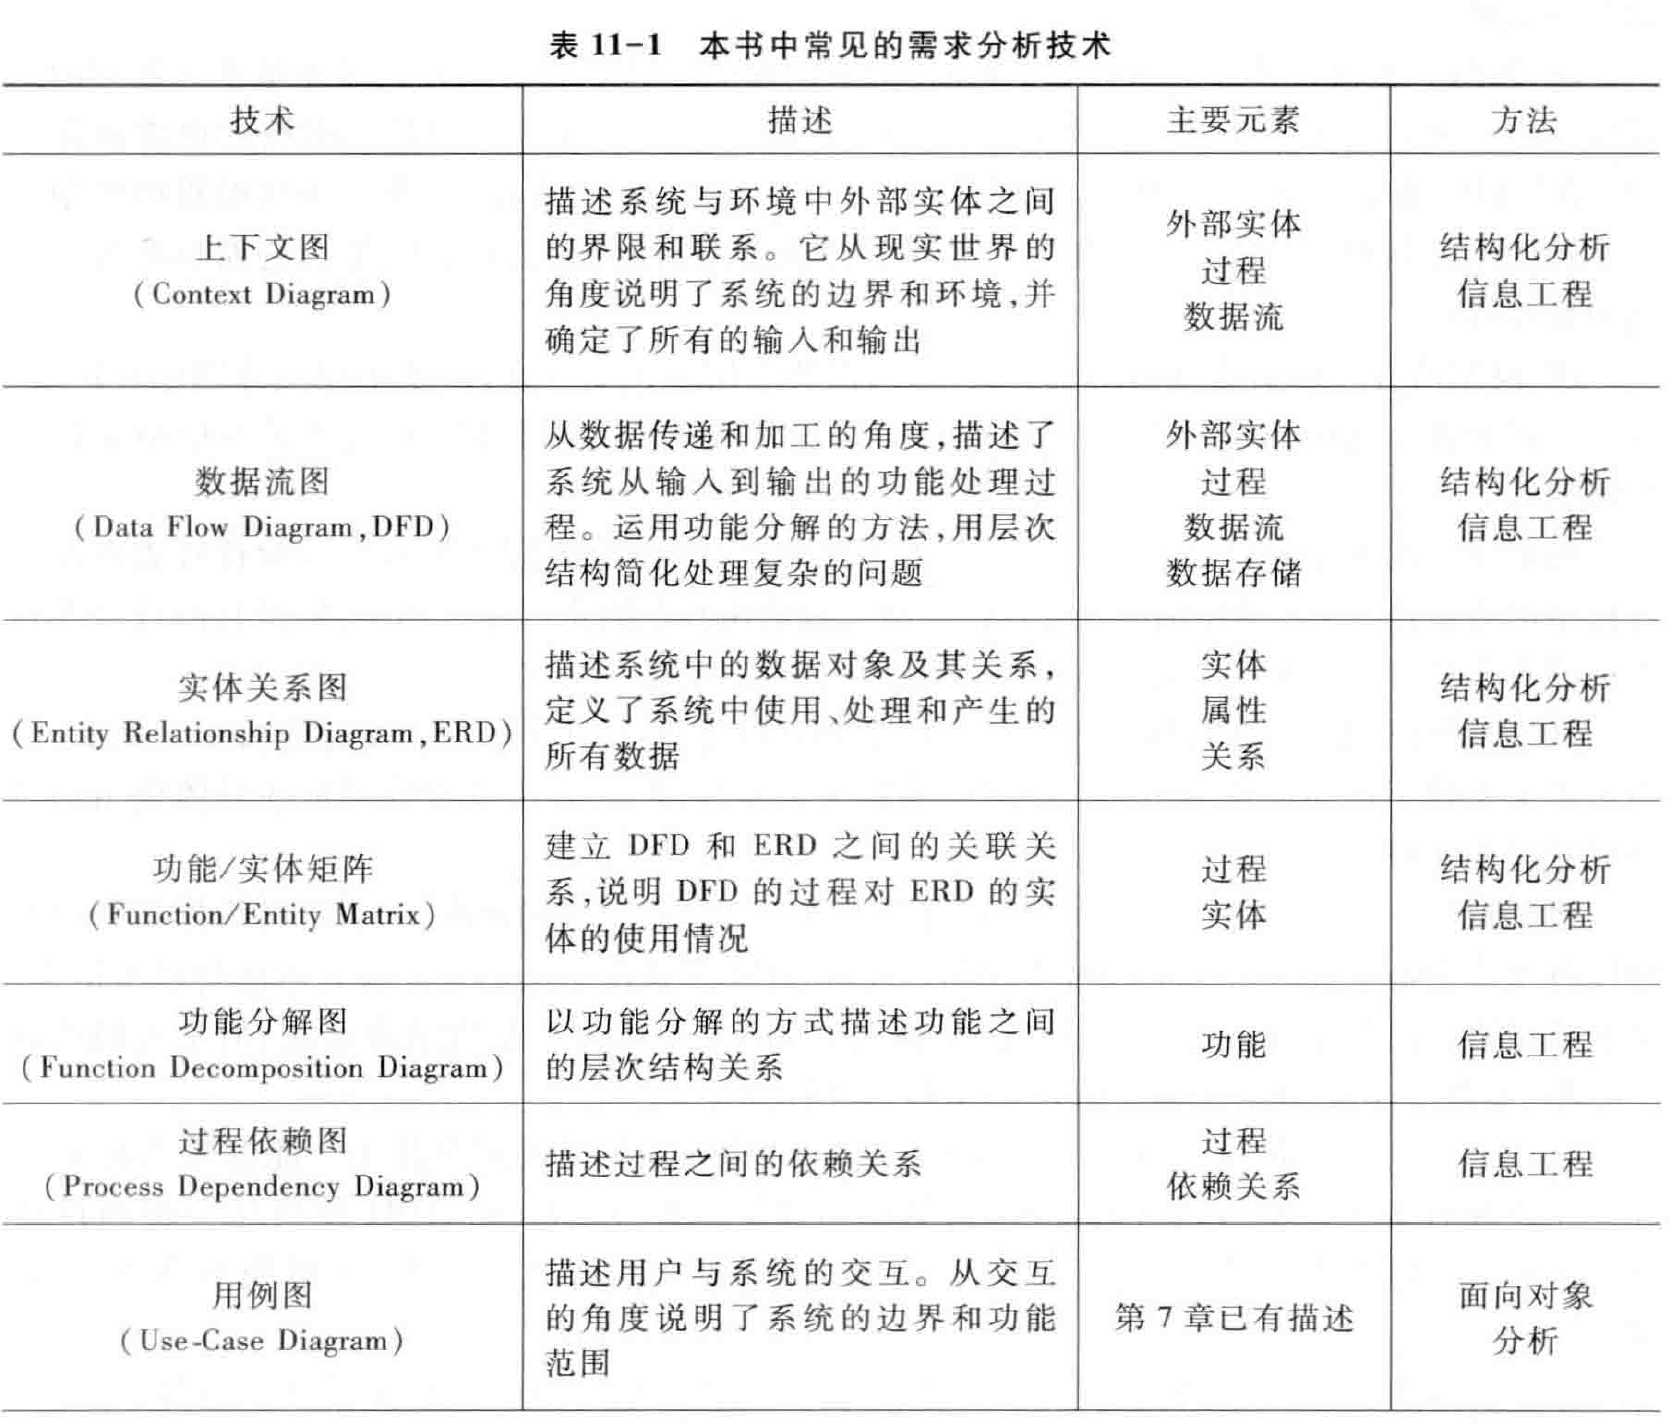 表 11-1 本书中常见的需求分析技术
技术 描述 主要元素 方法
上下文图
(Context Diagram)
描述系统与环境中外部实体之间
的界限和联系。它从现实世界的
角度说明了系统的边界和环境,并
确定了所有的输入和输出
外部实体
过程
数据流
结构化分析
信息工程
数据流图
(Data Flow Diagram,DFD)
从数据传递和加工的角度,描述了
系统从输入到输出的功能处理过
程。运用功能分解的方法,用层次
结构简化处理复杂的问题
外部实体
过程
数据流
数据存储
结构化分析
信息工程
实体关系图
(Entity Relationship Diagram,ERD)
描述系统中的数据对象及其关系,
定义了系统中使用、处理和产生的
所有数据
实体
属性
关系
结构化分析
信息工程
功能/实体矩阵
(Function/Entity Matrix)
建立 DFD 和 ERD 之间的关联关
系,说明 DFD 的过程对 ERD 的实
体的使用情况
过程
实体
结构化分析
信息工程
功能分解图
(Function Decomposition Diagram)
以功能分解的方式描述功能之间
的层次结构关系
功能
信息工程
过程依赖图
(Process Dependency Diagram)
描述过程之间的依赖关系
过程
依赖关系
信息工程
用例图
(Use-Case Diagram)
描述用户与系统的交互。从交互
的角度说明了系统的边界和功能
范围
第 7 章已有描述
面向对象
分析